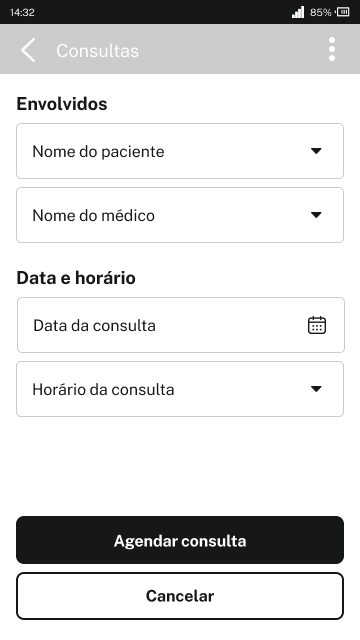 14:32
85%
Consultas
Envolvidos
Nome do paciente
Nome do médico
Data e horário
Data da consulta
Horário da consulta
Agendar consulta
Cancelar